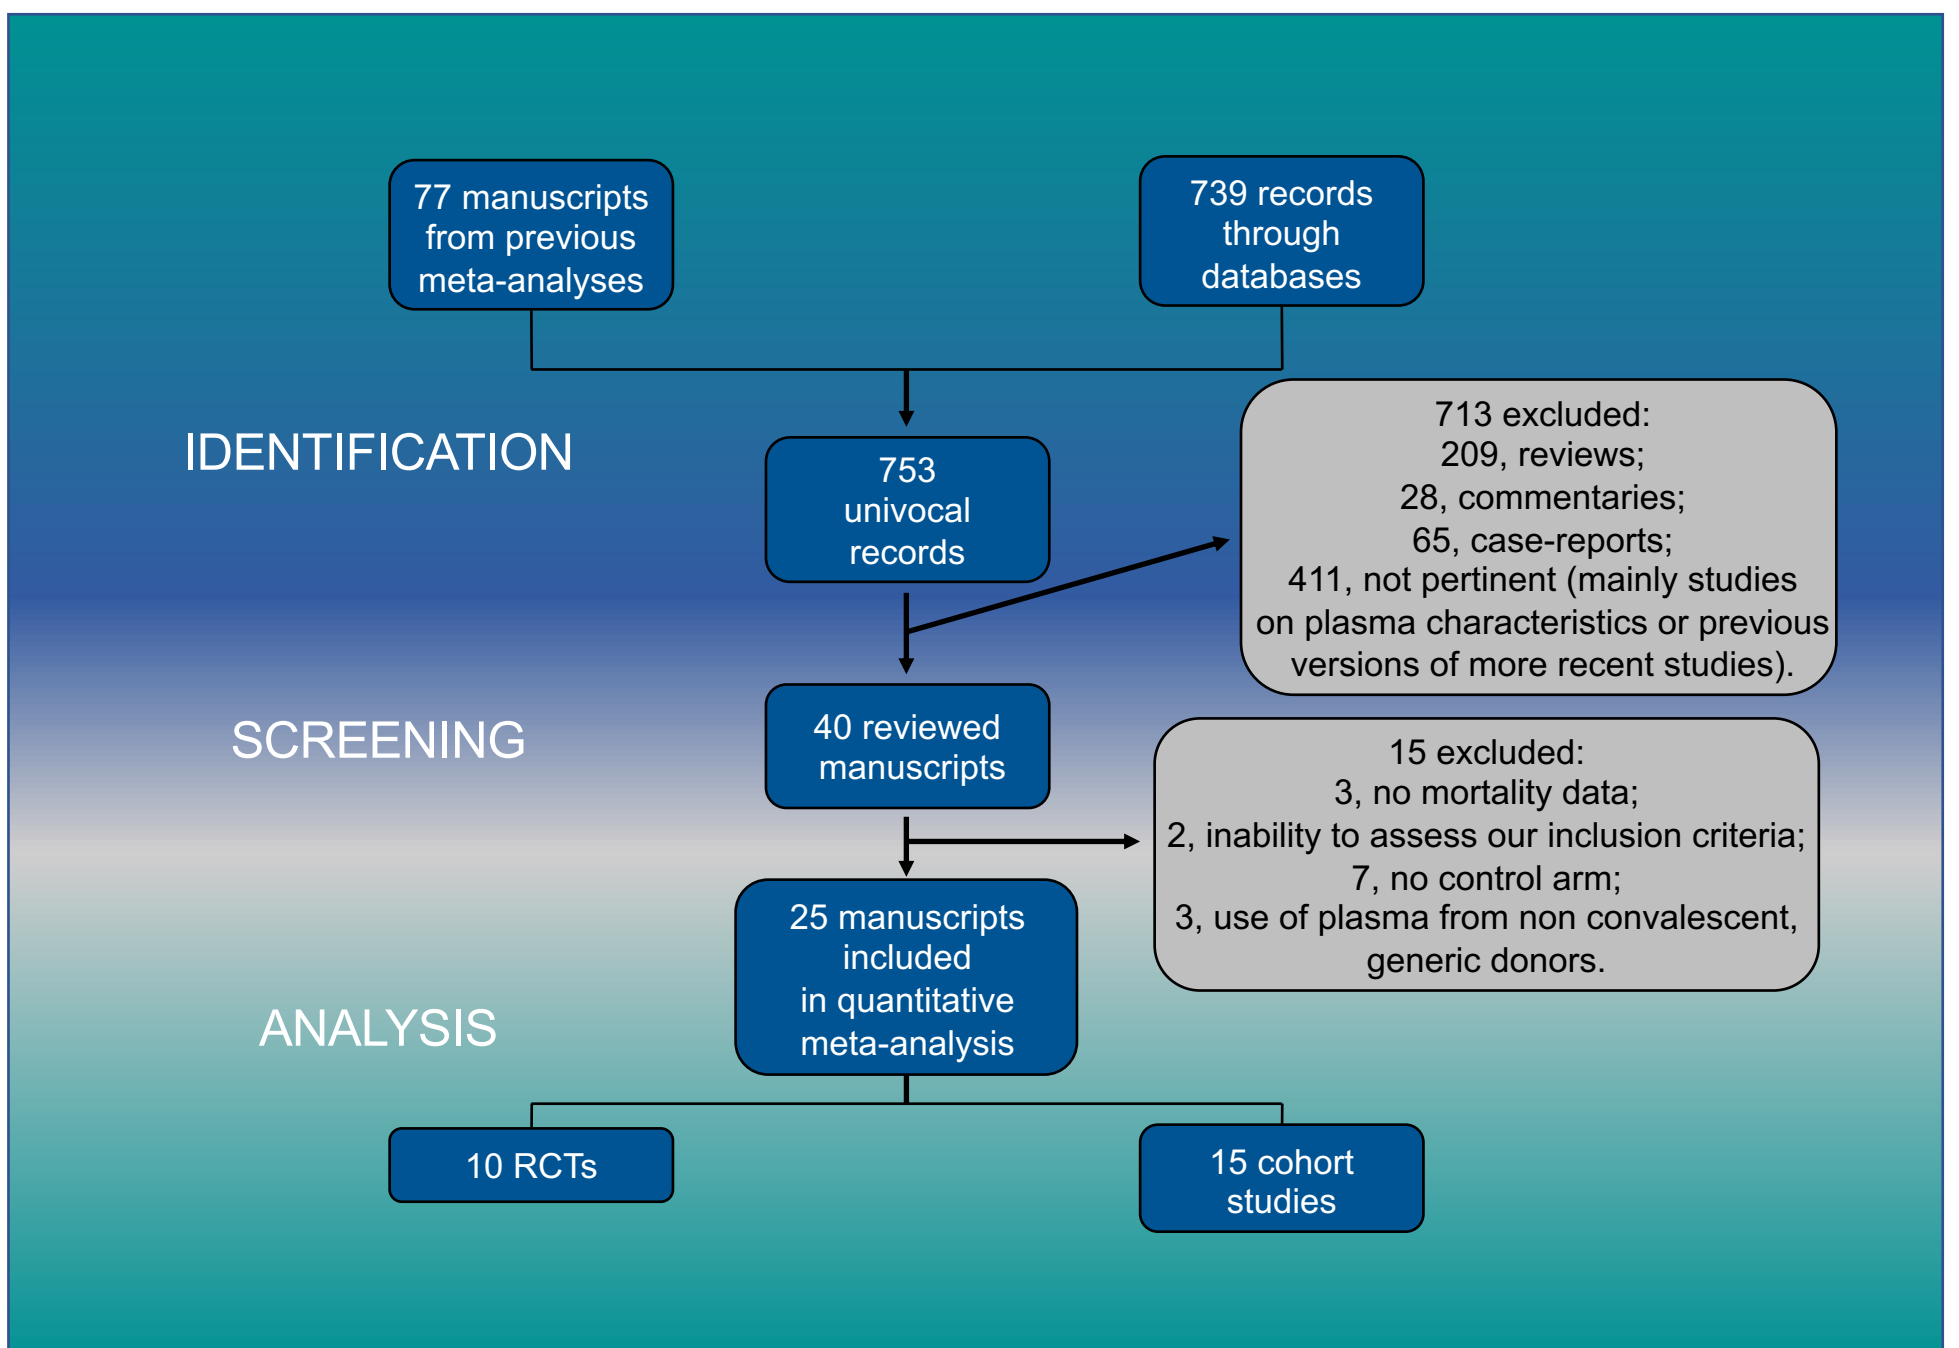 77 manuscripts
from previous
meta-analyses
739 records
through
databases
IDENTIFICATION
753
univocal
records
713 excluded:
209, reviews;
28, commentaries;
65, case-reports;
411, not pertinent (mainly studies
on plasma characteristics or previous
versions of more recent studies).
SCREENING
40 reviewed
manuscripts
15 excluded:
3, no mortality data;
2, inability to assess our inclusion criteria;
7, no control arm;
3, use of plasma from non convalescent,
generic donors.
ANALYSIS
25 manuscripts
included
in quantitative
meta-analysis
10 RCTs
15 cohort
studies